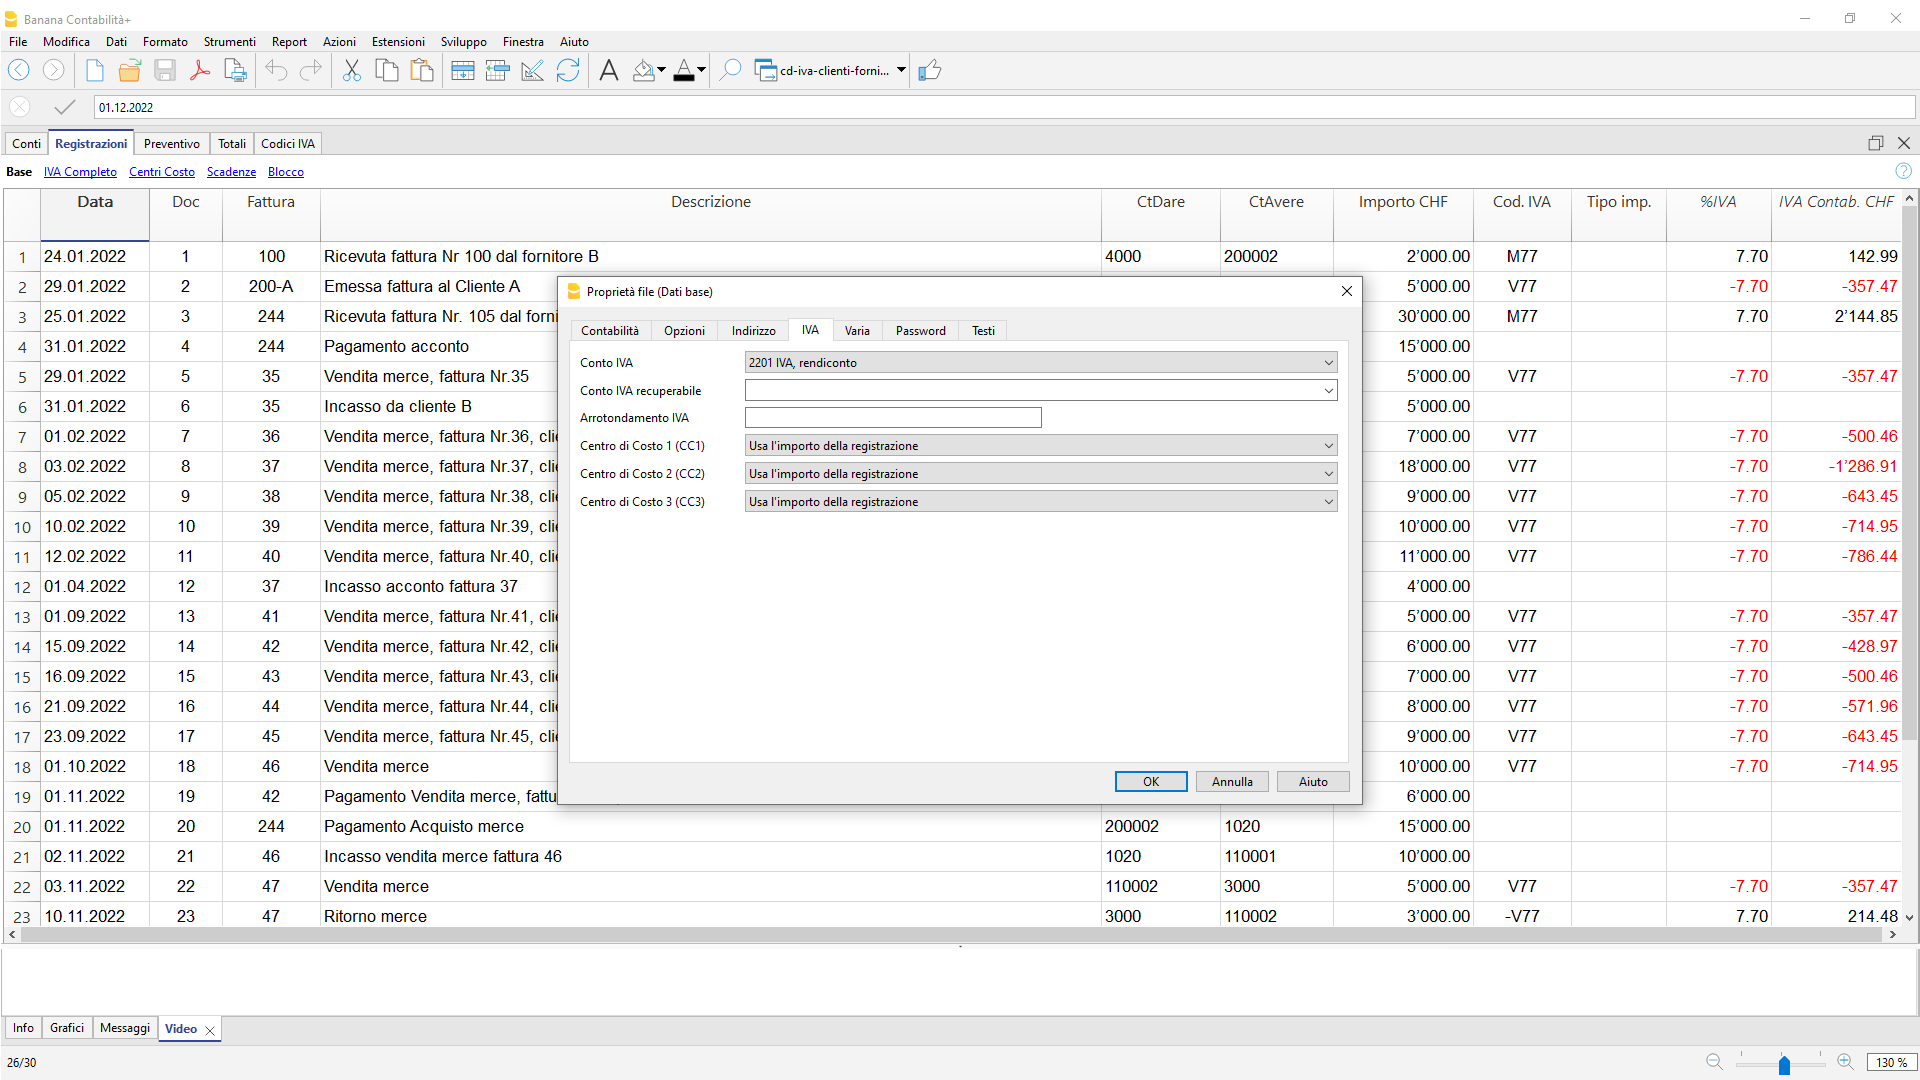 Banana Contabilità+
File Modifica Dati Formato Strumenti Report Azioni Estensioni Sviluppo Finestra Aiuto
cd-iva-clienti-forni...
01.12.2022
Conti Registrazioni Preventivo Totali Codici IVA
Base IVA Completo Centri Costo Scadenze Blocco
Data Doc Fattura Descrizione CtDare CtAvere Importo CHF Cod. IVA Tipo imp. %IVA IVA Contab. CHF
1 24.01.2022 1 100 Ricevuta fattura Nr 100 dal fornitore B 4000 200002 2’000.00 M77 7.70 142.99
2 29.01.2022 2 200-A Emessa fattura al Cliente A 5’000.00 V77 -7.70 -357.47
3 25.01.2022 3 244 Ricevuta fattura Nr. 105 dal forni 30’000.00 M77 7.70 2’144.85
4 31.01.2022 4 244 Pagamento acconto 15’000.00
5 29.01.2022 5 35 Vendita merce, fattura Nr.35 5’000.00 V77 -7.70 -357.47
6 31.01.2022 6 35 Incasso da cliente B 5’000.00
7 01.02.2022 7 36 Vendita merce, fattura Nr.36, clie 7’000.00 V77 -7.70 -500.46
8 03.02.2022 8 37 Vendita merce, fattura Nr.37, clie 18’000.00 V77 -7.70 -1’286.91
9 05.02.2022 9 38 Vendita merce, fattura Nr.38, clie 9’000.00 V77 -7.70 -643.45
10 10.02.2022 10 39 Vendita merce, fattura Nr.39, clie 10’000.00 V77 -7.70 -714.95
11 12.02.2022 11 40 Vendita merce, fattura Nr.40, clie 11’000.00 V77 -7.70 -786.44
12 01.04.2022 12 37 Incasso acconto fattura 37 4’000.00
13 01.09.2022 13 41 Vendita merce, fattura Nr.41, clie 5’000.00 V77 -7.70 -357.47
14 15.09.2022 14 42 Vendita merce, fattura Nr.42, clie 6’000.00 V77 -7.70 -428.97
15 16.09.2022 15 43 Vendita merce, fattura Nr.43, clie 7’000.00 V77 -7.70 -500.46
16 21.09.2022 16 44 Vendita merce, fattura Nr.44, clie 8’000.00 V77 -7.70 -571.96
17 23.09.2022 17 45 Vendita merce, fattura Nr.45, clie 9’000.00 V77 -7.70 -643.45
18 01.10.2022 18 46 Vendita merce 10’000.00 V77 -7.70 -714.95
19 01.11.2022 19 42 Pagamento Vendita merce, fattu 6’000.00
20 01.11.2022 20 244 Pagamento Acquisto merce 200002 1020 15’000.00
21 02.11.2022 21 46 Incasso vendita merce fattura 46 1020 110001 10’000.00
22 03.11.2022 22 47 Vendita merce 110002 3000 5’000.00 V77 -7.70 -357.47
23 10.11.2022 23 47 Ritorno merce 3000 110002 3’000.00 -V77 7.70 214.48
Proprietà file (Dati base)
Contabilità Opzioni Indirizzo IVA Varia Password Testi
Conto IVA 2201 IVA, rendiconto
Conto IVA recuperabile
Arrotondamento IVA
Centro di Costo 1 (CC1) Usa l'importo della registrazione
Centro di Costo 2 (CC2) Usa l'importo della registrazione
Centro di Costo 3 (CC3) Usa l'importo della registrazione
OK Annulla Aiuto
Info Grafici Messaggi Video
26/30 130 %